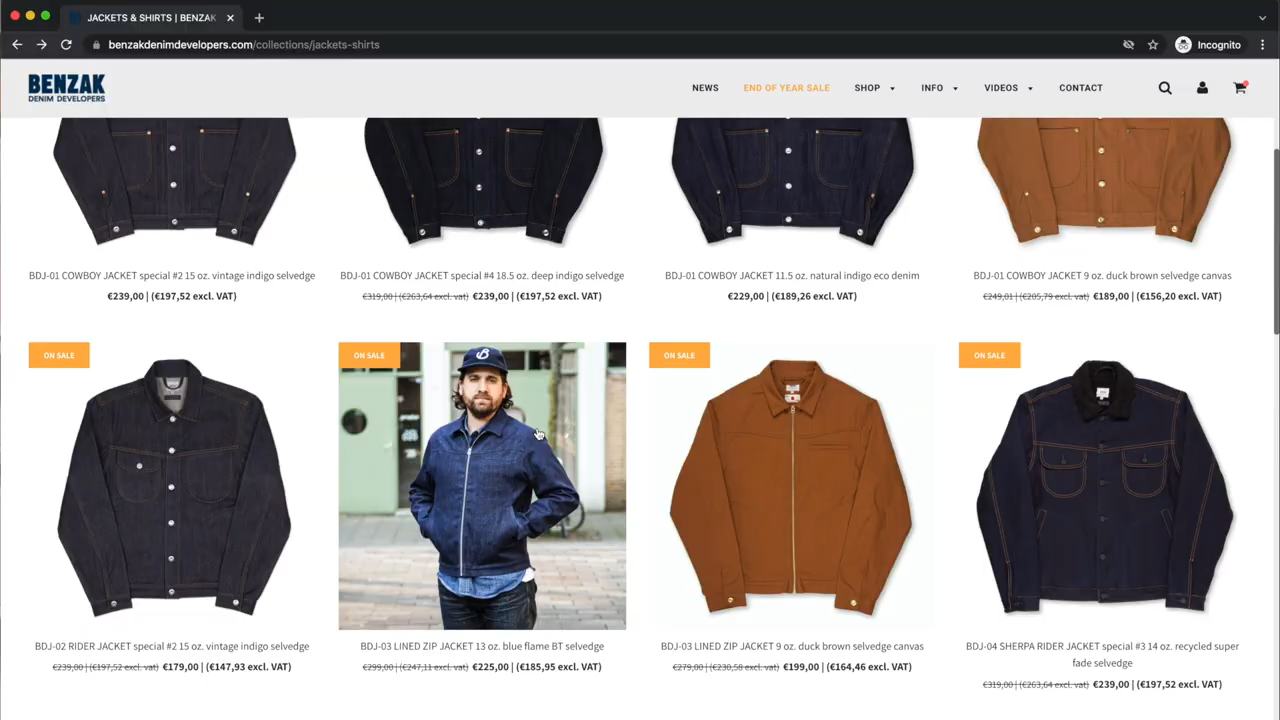 JACKETS & SHIRTS | BENZAK
benzakdenimdevelopers.com/collections/jackets-shirts
Incognito
BENZAK
DENIM DEVELOPERS
NEWS
END OF YEAR SALE
SHOP
INFO
VIDEOS
CONTACT
BDJ-01 COWBOY JACKET special #2 15 oz. vintage indigo selvedge
€239,00 | (€197,52 excl. VAT)
BDJ-01 COWBOY JACKET special #4 18.5 oz. deep indigo selvedge
€319,00 | (€263,64 excl. vat) €239,00 | (€197,52 excl. VAT)
BDJ-01 COWBOY JACKET 11.5 oz. natural indigo eco denim
€229,00 | (€189,26 excl. VAT)
BDJ-01 COWBOY JACKET 9 oz. duck brown selvedge canvas
€249,01 | (€205,79 excl. vat) €189,00 | (€156,20 excl. VAT)
ON SALE
BDJ-02 RIDER JACKET special #2 15 oz. vintage indigo selvedge
€239,00 | (€197,52 excl. vat) €179,00 | (€147,93 excl. VAT)
ON SALE
B
BDJ-03 LINED ZIP JACKET 13 oz. blue flame BT selvedge
€299,00 | (€247,11 excl. vat) €225,00 | (€185,95 excl. VAT)
ON SALE
BDJ-03 LINED ZIP JACKET 9 oz. duck brown selvedge canvas
€279,00 | (€230,58 excl. vat) €199,00 | (€164,46 excl. VAT)
ON SALE
BDJ-04 SHERPA RIDER JACKET special #3 14 oz. recycled super
fade selvedge
€319,00 | (€263,64 excl. vat) €239,00 | (€197,52 excl. VAT)